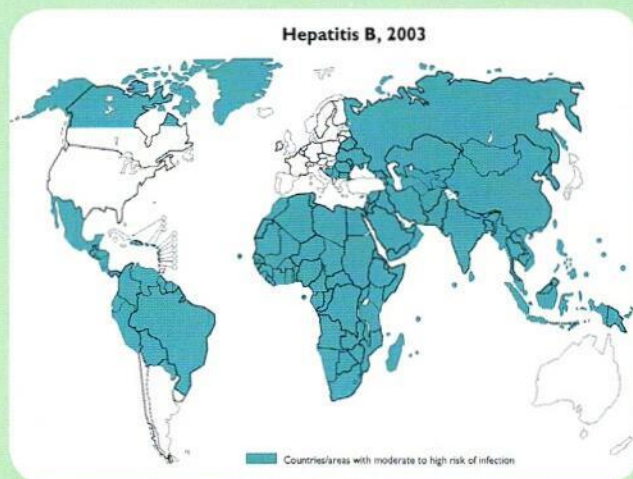 Hepatitis B, 2003
Countries/areas with moderate to high risk of infection